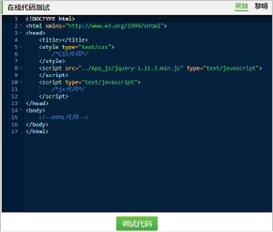 在线代码测试 黑暗 明
1 <!DOCTYPE html>
2 <html xmlns="http://www.w3.org/1999/xhtml">
3 <head>
4 <title></title>
5 <style type="text/css">
6 /*CSS代码*/
7 </style>
8 <script src="../App_js/jquery-1.11.3.min.js" type="text/javascript">
9 </script>
10 <script type="text/javascript">
11 /*js代码*/
12 </script>
13 </head>
14 <body>
15 <!--HTML代码-->
16 </body>
17 </html>
测试代码